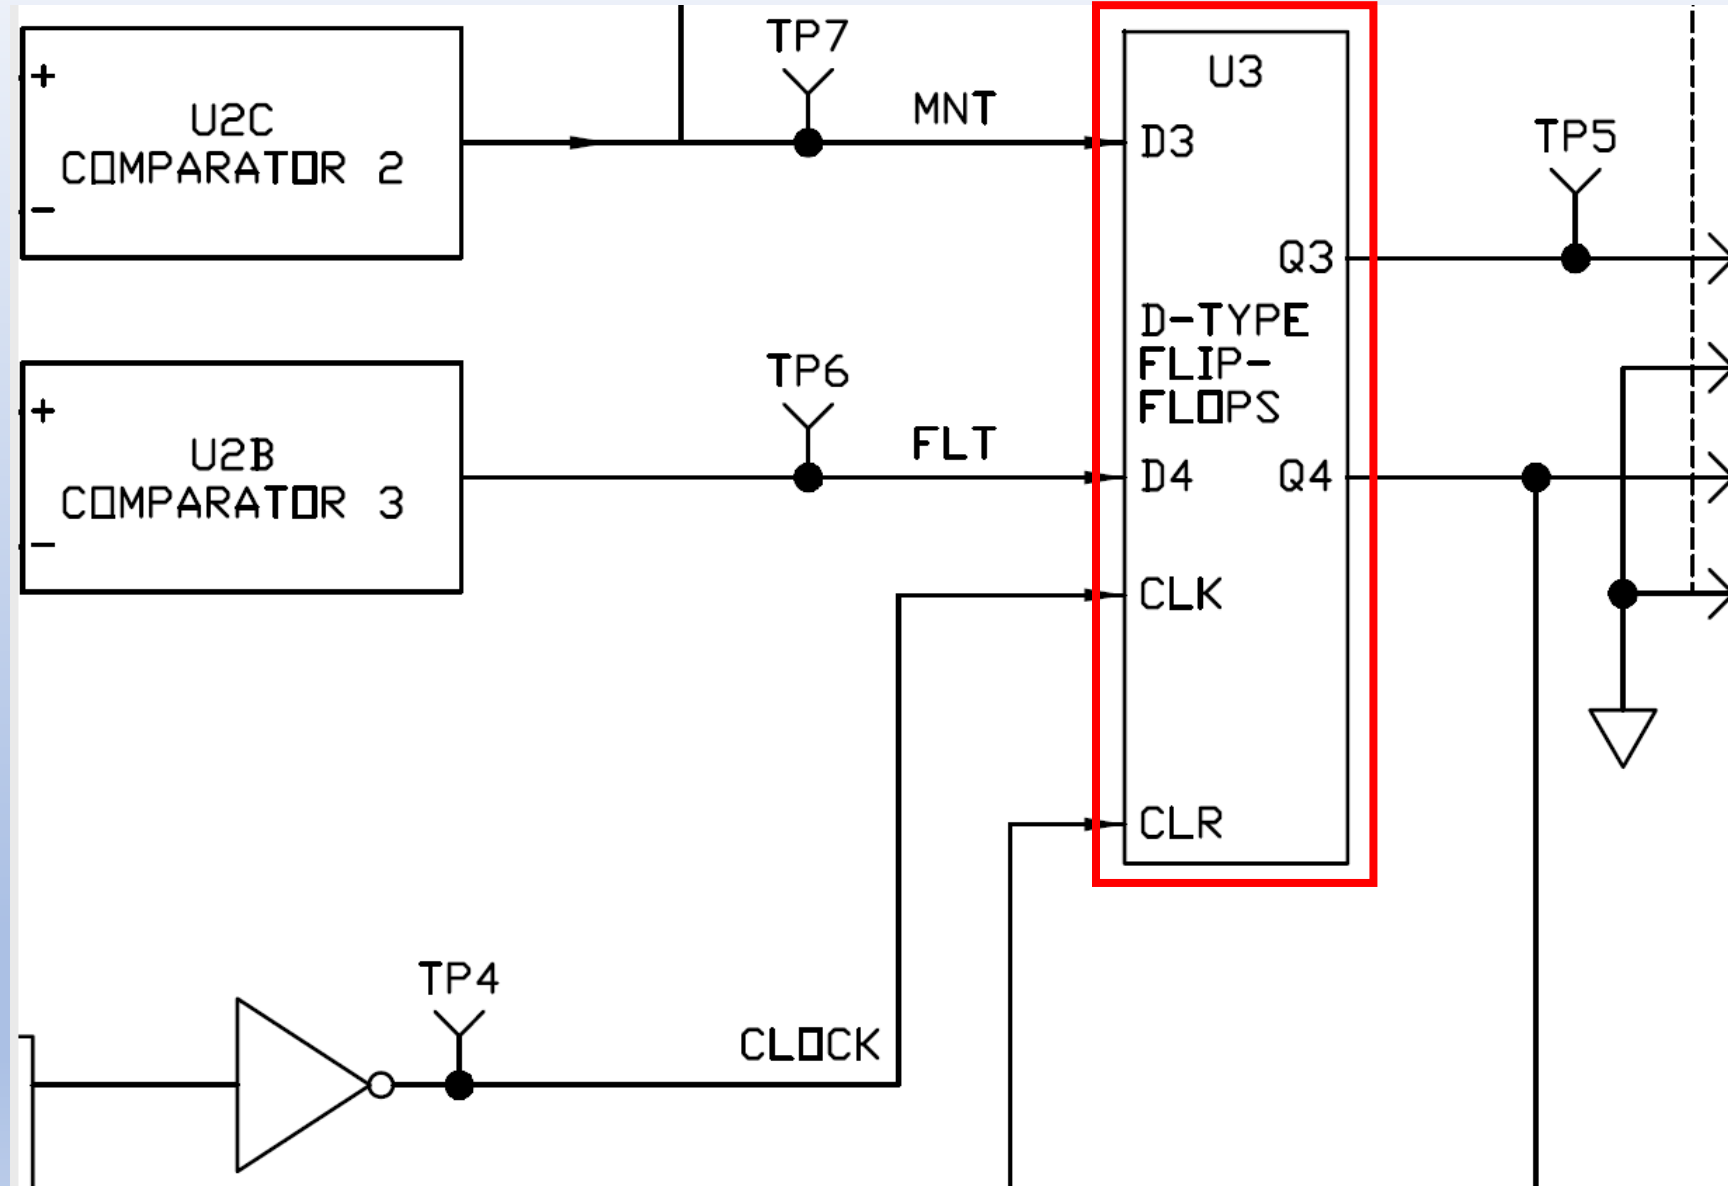 TP7
U3
+
U2C
MNT
TP5
COMPARATOR 2
D3
-
Q3
D-TYPE
TP6
FLIP-
+
FLOPS
U2B
FLT
COMPARATOR 3
D4
Q4
-
CLK
CLR
TP4
CLOCK